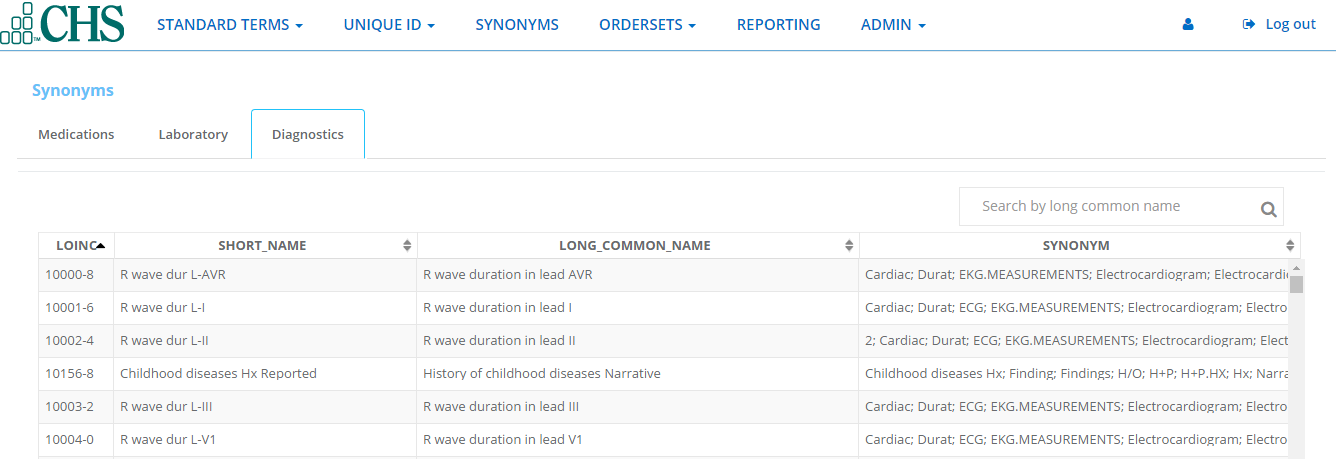 CHS STANDARD TERMS UNIQUE ID SYNONYMS ORDERSETS REPORTING ADMIN Log out
TM
Synonyms
Medications Laboratory Diagnostics
Search by long common name
LOINC SHORT_NAME LONG_COMMON_NAME SYNONYM
10000-8 R wave dur L-AVR R wave duration in lead AVR Cardiac; Durat; EKG.MEASUREMENTS; Electrocardiogram; Electrocardi
10001-6 R wave dur L-I R wave duration in lead I Cardiac; Durat; ECG; EKG.MEASUREMENTS; Electrocardiogram; Electro
10002-4 R wave dur L-II R wave duration in lead II 2; Cardiac; Durat; ECG; EKG.MEASUREMENTS; Electrocardiogram; Elect
10156-8 Childhood diseases Hx Reported History of childhood diseases Narrative Childhood diseases Hx; Finding; Findings; H/O; H+P; H+P.HX; Hx; Narra
10003-2 R wave dur L-III R wave duration in lead III Cardiac; Durat; ECG; EKG.MEASUREMENTS; Electrocardiogram; Electro
10004-0 R wave dur L-V1 R wave duration in lead V1 Cardiac; Durat; ECG; EKG.MEASUREMENTS; Electrocardiogram; Electro